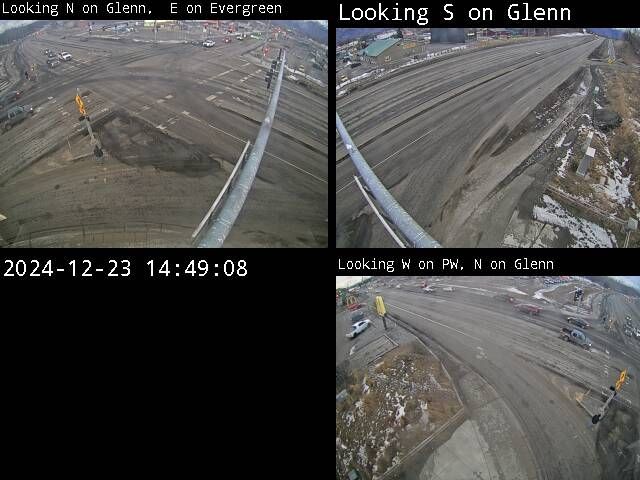 Looking N on Glenn,  E on Evergreen
Looking S on Glenn
2024-12-23 14:49:08
Looking W on PW, N on Glenn